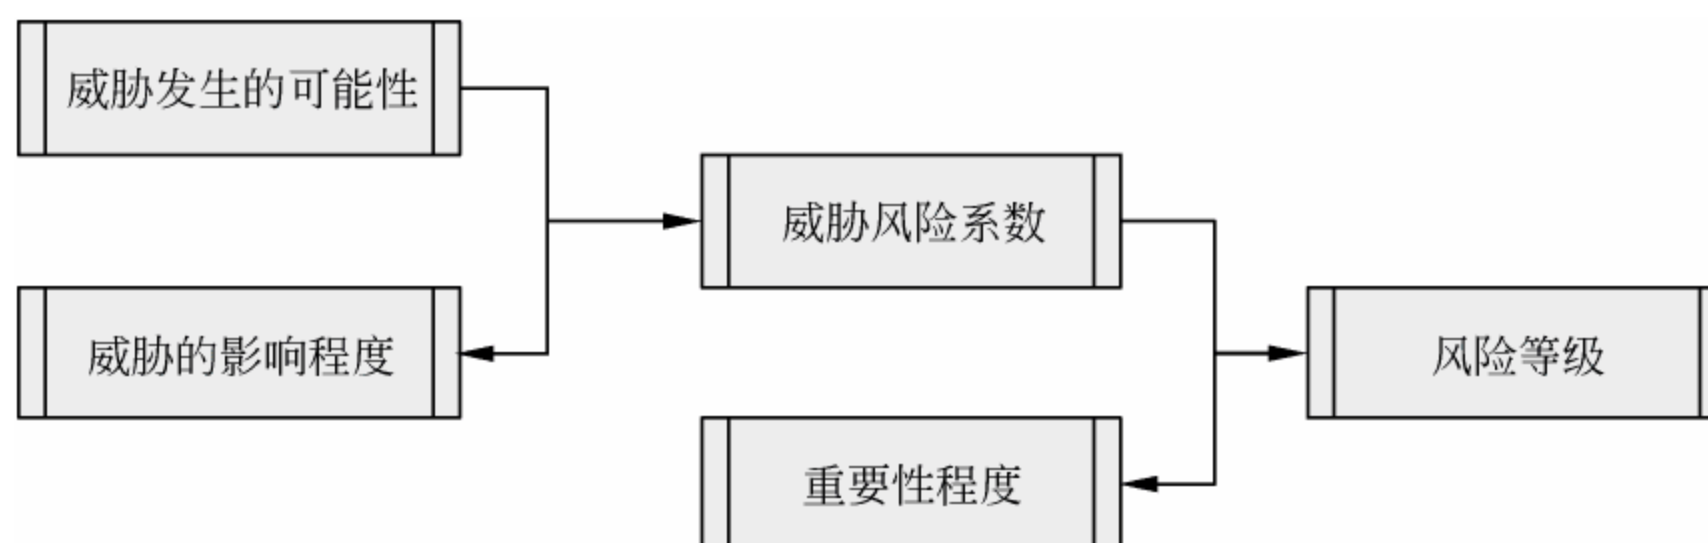 威胁发生的可能性
威胁风险系数
威胁的影响程度
风险等级
重要性程度